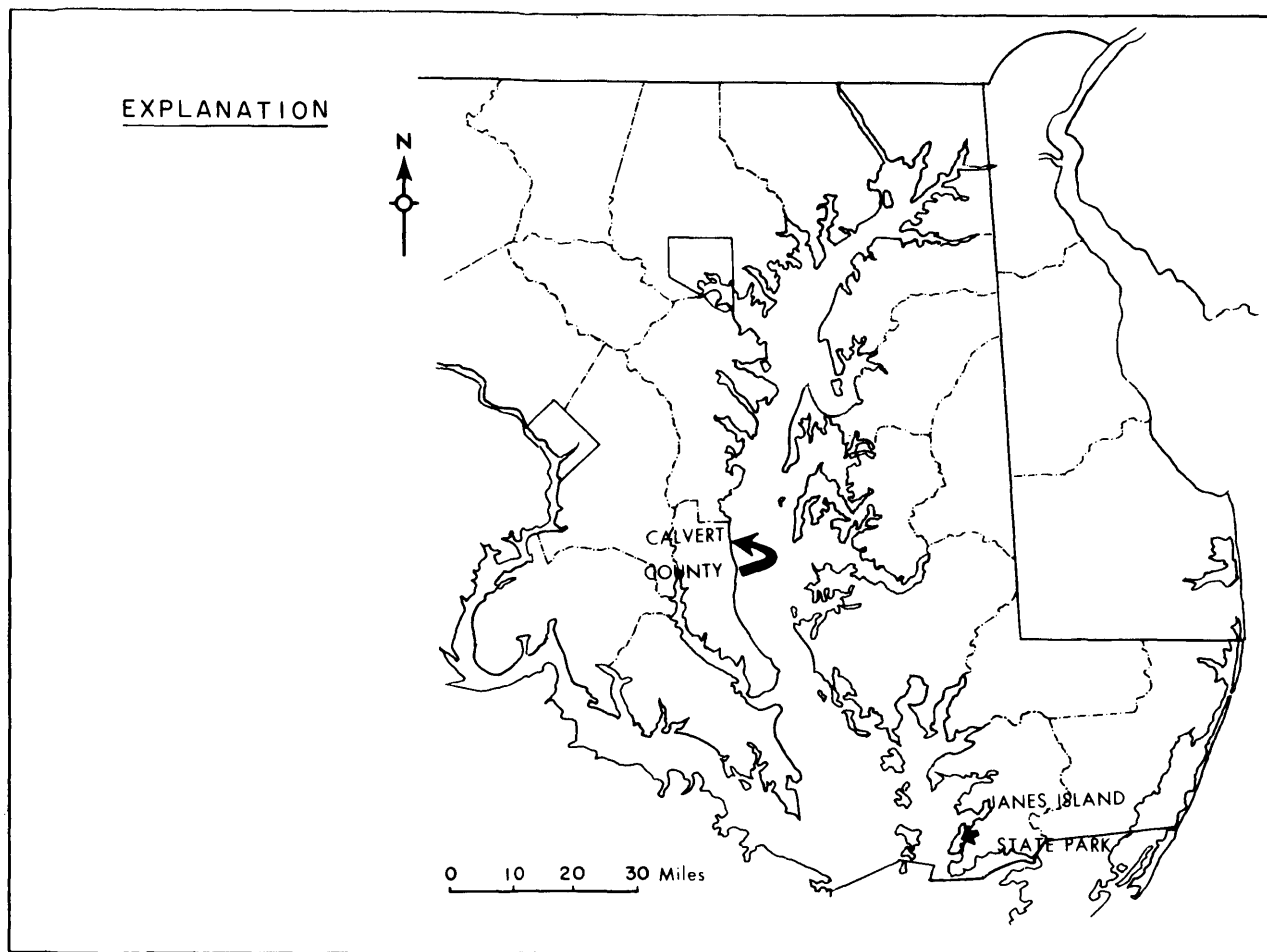 EXPLANATION
N
CALVERT
COUNTY
JANES ISLAND
STATE PARK
0 10 20 30 Miles